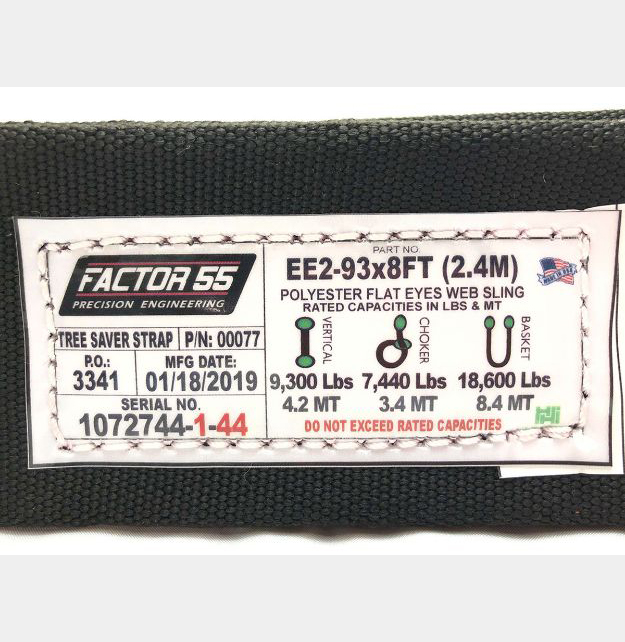 FACTOR 55
PRECISION ENGINEERING
TREE SAVER STRAP P/N: 00077
P.O.: MFG DATE:
3341 01/18/2019
SERIAL NO.
1072744-1-44
PART NO.
EE2-93x8FT (2.4M)
POLYESTER FLAT EYES WEB SLING
RATED CAPACITIES IN LBS & MT
VERTICAL CHOKER BASKET
9,300 Lbs 7,440 Lbs 18,600 Lbs
4.2 MT 3.4 MT 8.4 MT
DO NOT EXCEED RATED CAPACITIES